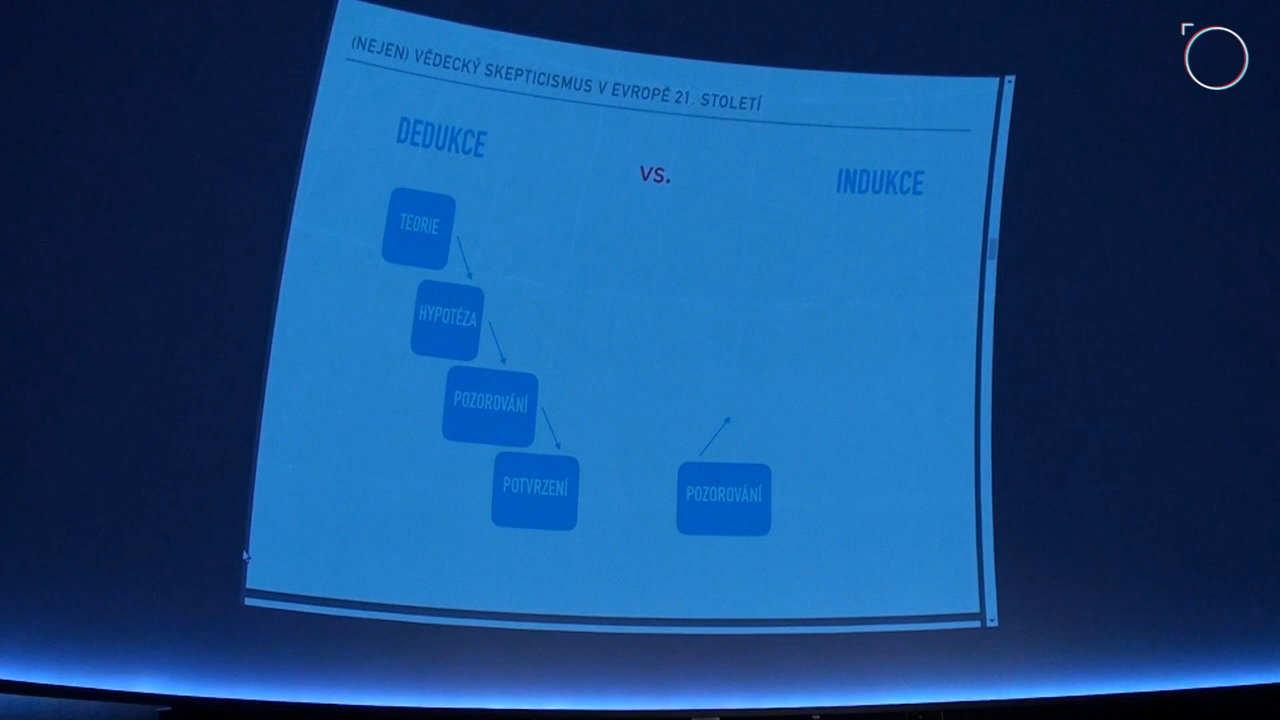 (NEJEN) VĚDECKÝ SKEPTICISMUS V EVROPĚ 21. STOLETÍ
DEDUKCE
vs.
INDUKCE
TEORIE
HYPOTÉZA
POZOROVÁNÍ
POTVRZENÍ
POZOROVÁNÍ